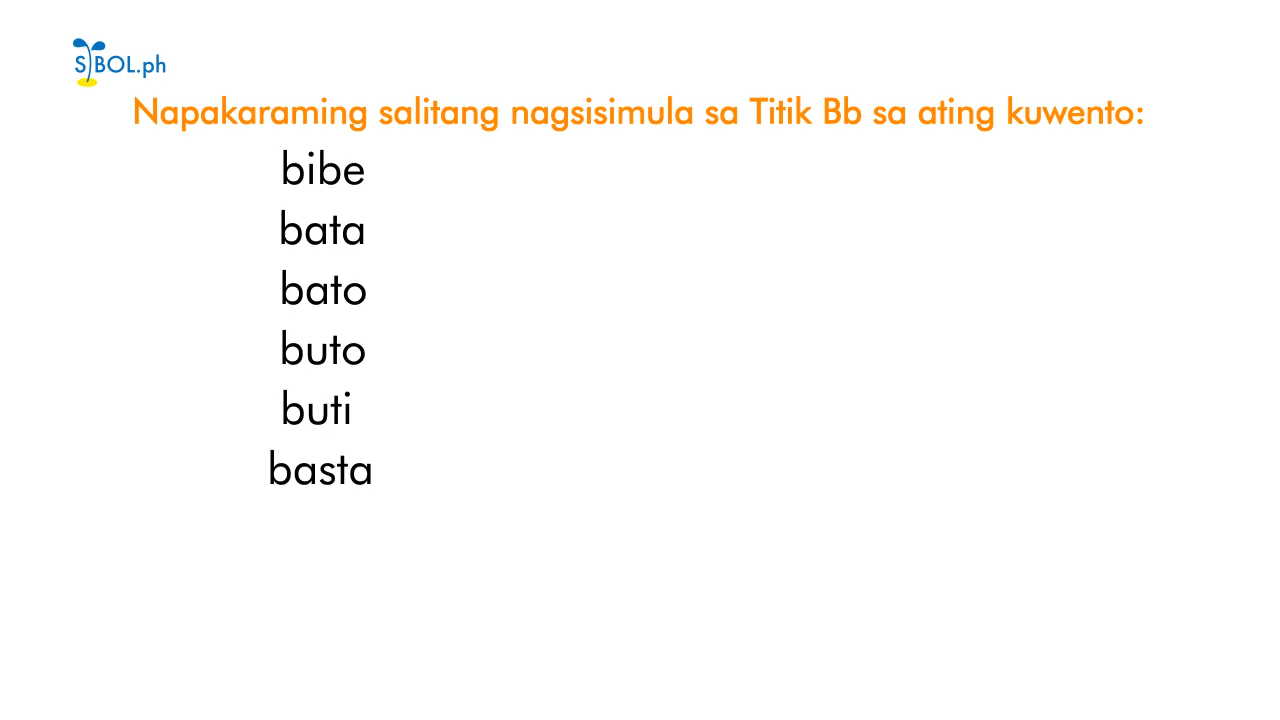 SIBOL.ph
Napakaraming salitang nagsisimula sa Titik Bb sa ating kuwento:
bibe
bata
bato
buto
buti
basta